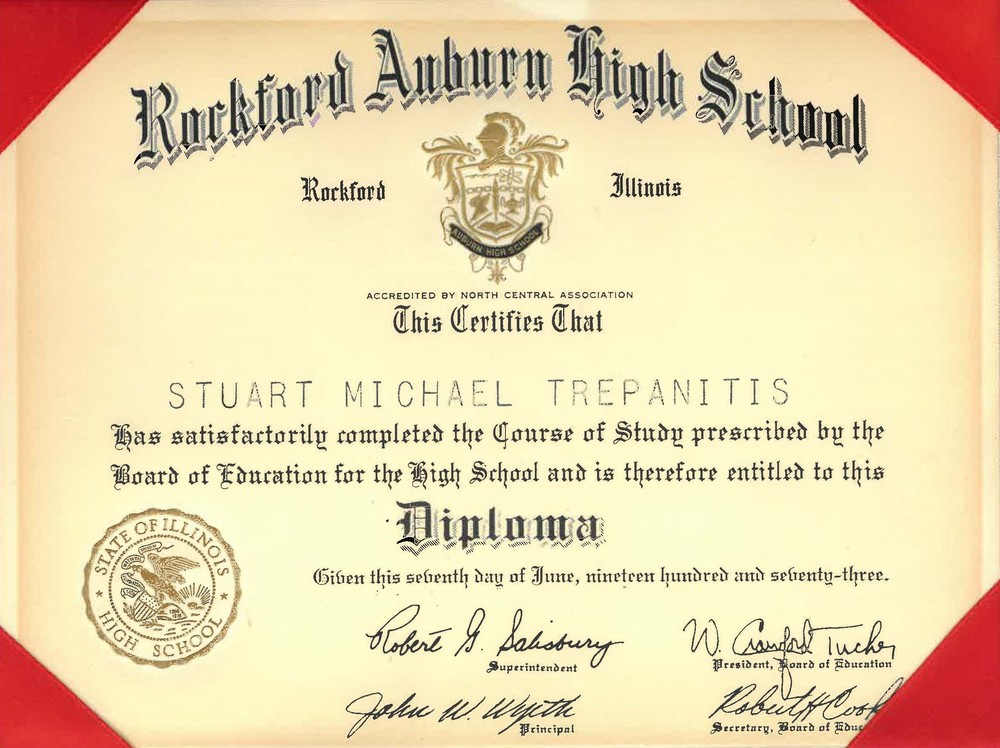 Rockford Auburn High School
Rockford
Illinois
AUBURN HIGH SCHOOL
ACCREDITED BY NORTH CENTRAL ASSOCIATION
This Certifies That
STUART MICHAEL TREPANITIS
Has satisfactorily completed the Course of Study prescribed by the
Board of Education for the High School and is therefore entitled to this
Diploma
STATE OF ILLINOIS
HIGH SCHOOL
Given this seventh day of June, nineteen hundred and seventy-three.
Robert G. Salisbury
Superintendent
W. Crawford Tucker
President, Board of Education
John W. Wyeth
Principal
Robert H Cook
Secretary, Board of Educ